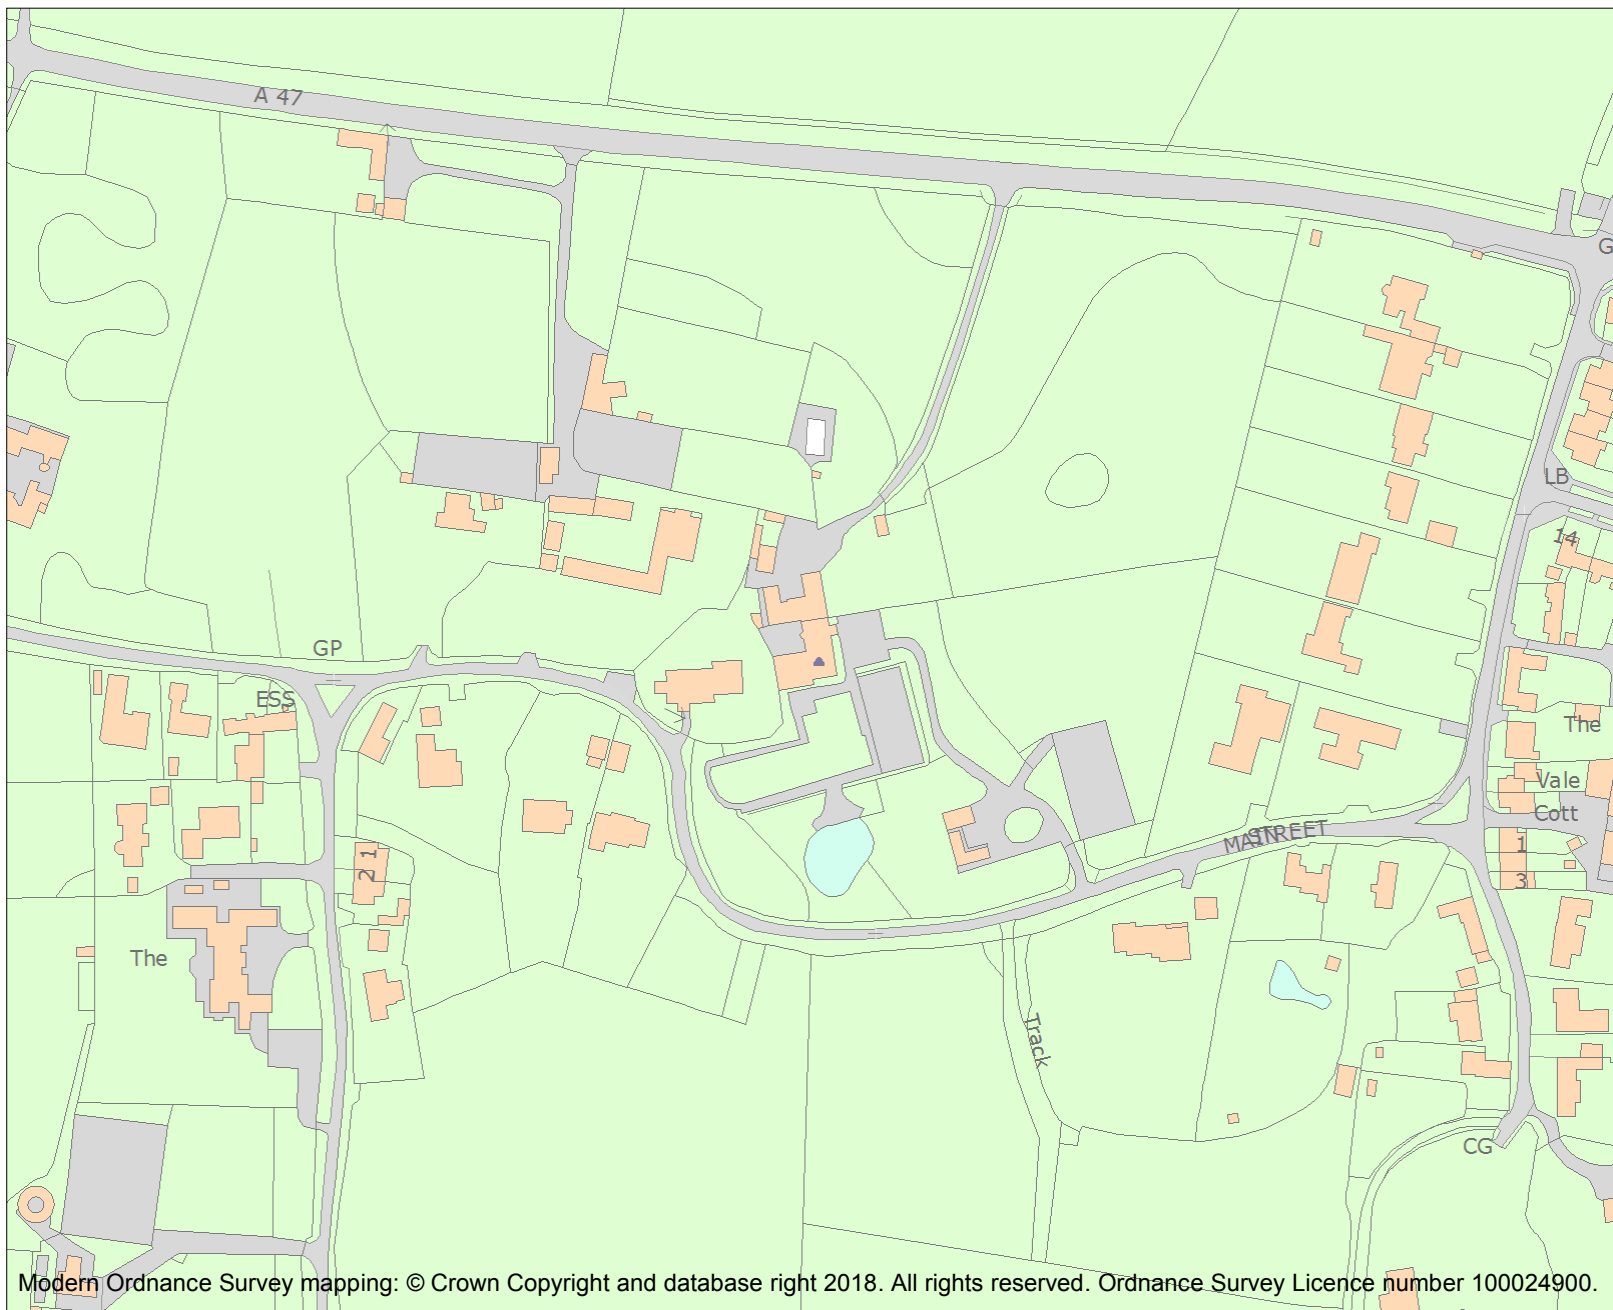 A 47
G
LB
14
GP
ESS
The
Vale
Cott
MAIN STREET
1
3
2 1
The
Track
CG
Modern Ordnance Survey mapping: © Crown Copyright and database right 2018. All rights reserved. Ordnance Survey Licence number 100024900.